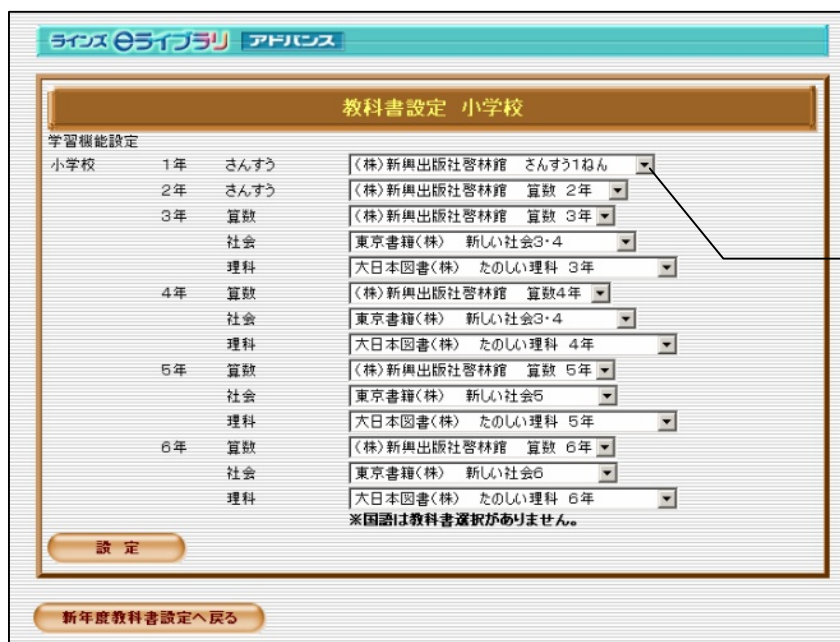 ラインズeライブラリ アドバンス
教科書設定 小学校
学習機能設定
小学校 1年 さんすう (株)新興出版社啓林館 さんすう1ねん
2年 さんすう (株)新興出版社啓林館 算数 2年
3年 算数 (株)新興出版社啓林館 算数 3年
社会 東京書籍(株) 新しい社会3・4
理科 大日本図書(株) たのしい理科 3年
4年 算数 (株)新興出版社啓林館 算数4年
社会 東京書籍(株) 新しい社会3・4
理科 大日本図書(株) たのしい理科 4年
5年 算数 (株)新興出版社啓林館 算数 5年
社会 東京書籍(株) 新しい社会5
理科 大日本図書(株) たのしい理科 5年
6年 算数 (株)新興出版社啓林館 算数 6年
社会 東京書籍(株) 新しい社会6
理科 大日本図書(株) たのしい理科 6年
※国語は教科書選択がありません。
設 定
新年度教科書設定へ戻る